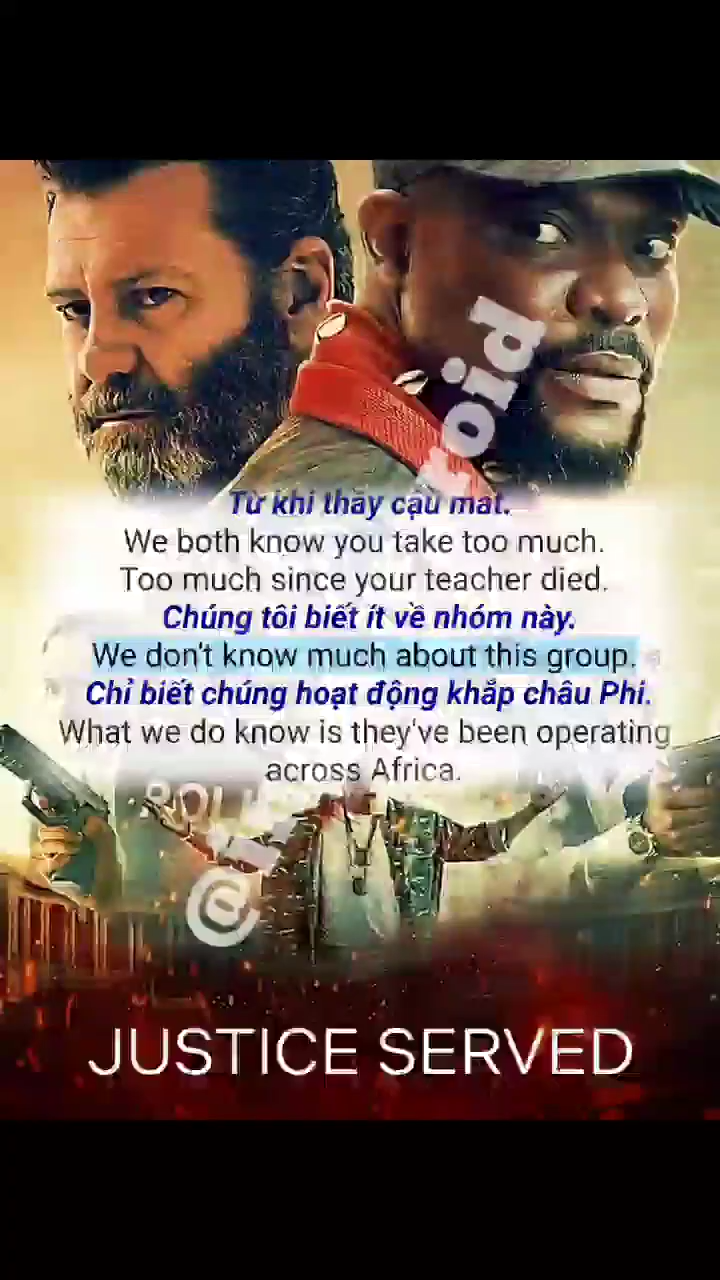 Từ khi thầy cậu mất.
We both know you take too much.
Too much since your teacher died.
Chúng tôi biết ít về nhóm này.
We don't know much about this group.
Chỉ biết chúng hoạt động khắp châu Phi.
What we do know is they've been operating
across Africa.
JUSTICE SERVED